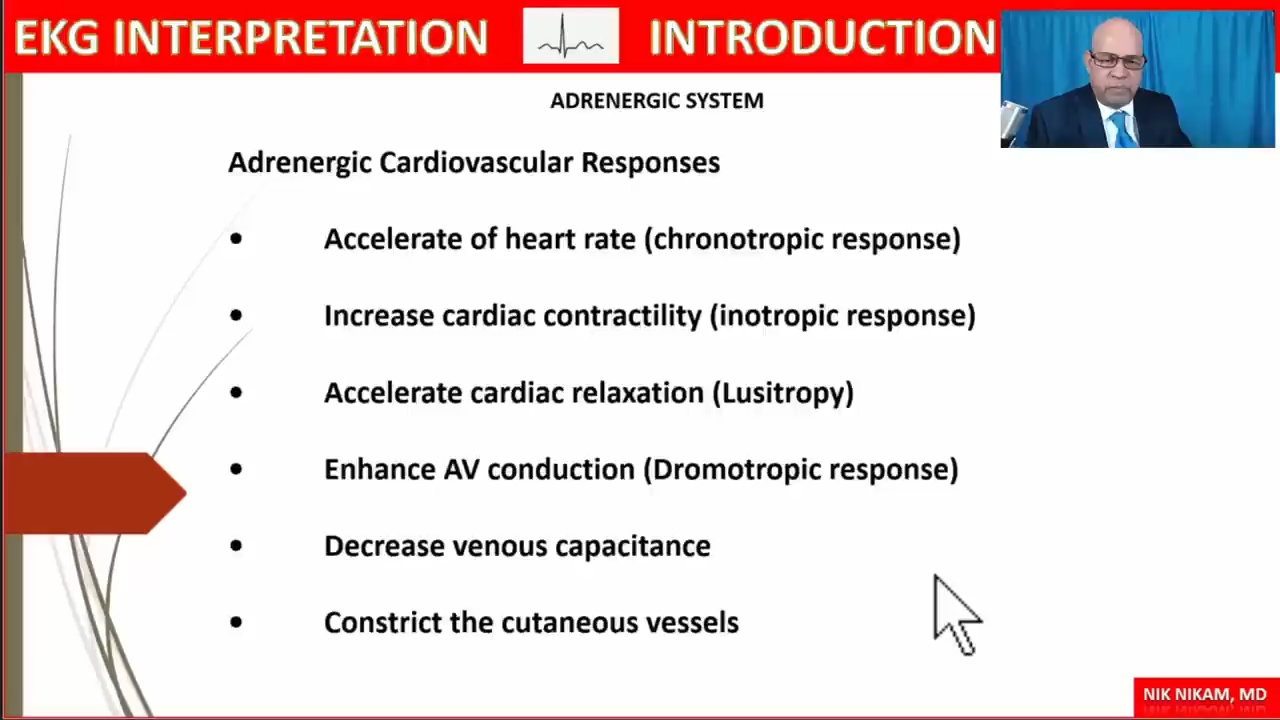 EKG INTERPRETATION INTRODUCTION
ADRENERGIC SYSTEM
Adrenergic Cardiovascular Responses
• Accelerate of heart rate (chronotropic response)
• Increase cardiac contractility (inotropic response)
• Accelerate cardiac relaxation (Lusitropy)
• Enhance AV conduction (Dromotropic response)
• Decrease venous capacitance
• Constrict the cutaneous vessels
NIK NIKAM, MD